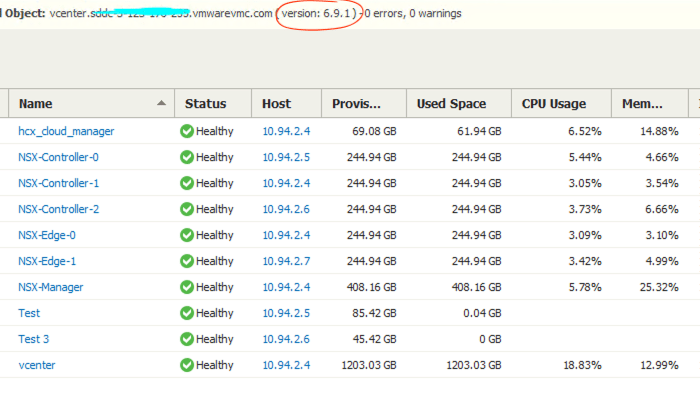 Object: vcenter.sddc-3-125-170-255.vmwarevmc.com ( version: 6.9.1 ) - 0 errors, 0 warnings
Name Status Host Provis... Used Space CPU Usage Mem...
hcx_cloud_manager Healthy 10.94.2.4 69.08 GB 61.94 GB 6.52% 14.88%
NSX-Controller-0 Healthy 10.94.2.5 244.94 GB 244.94 GB 5.44% 4.66%
NSX-Controller-1 Healthy 10.94.2.4 244.94 GB 244.94 GB 3.05% 3.54%
NSX-Controller-2 Healthy 10.94.2.6 244.94 GB 244.94 GB 3.73% 6.66%
NSX-Edge-0 Healthy 10.94.2.4 244.94 GB 244.94 GB 3.09% 3.10%
NSX-Edge-1 Healthy 10.94.2.7 244.94 GB 244.94 GB 3.42% 4.99%
NSX-Manager Healthy 10.94.2.4 408.16 GB 408.16 GB 5.78% 25.32%
Test Healthy 10.94.2.5 85.42 GB 0.04 GB
Test 3 Healthy 10.94.2.6 45.42 GB 0 GB
vcenter Healthy 10.94.2.4 1203.03 GB 1203.03 GB 18.83% 12.99%